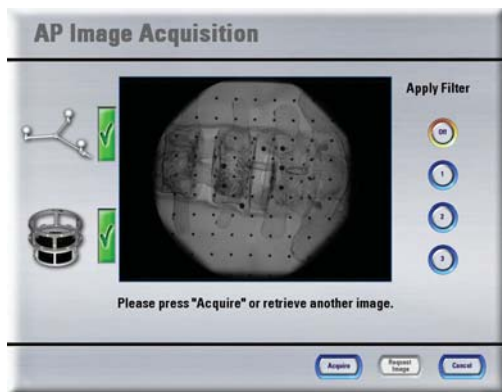 AP Image Acquisition
Apply Filter
Off
1
2
3
Please press "Acquire" or retrieve another image.
Acquire
Request
Image
Cancel